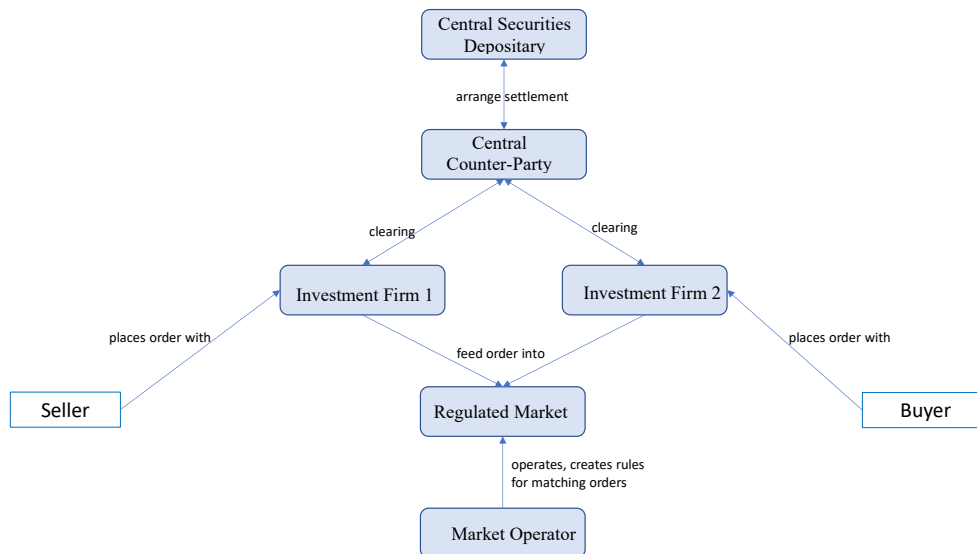 Central Securities
Depositary
arrange settlement
Central
Counter-Party
clearing
clearing
Investment Firm 1
Investment Firm 2
places order with
places order with
feed order into
Seller
Regulated Market
Buyer
operates, creates rules
for matching orders
Market Operator